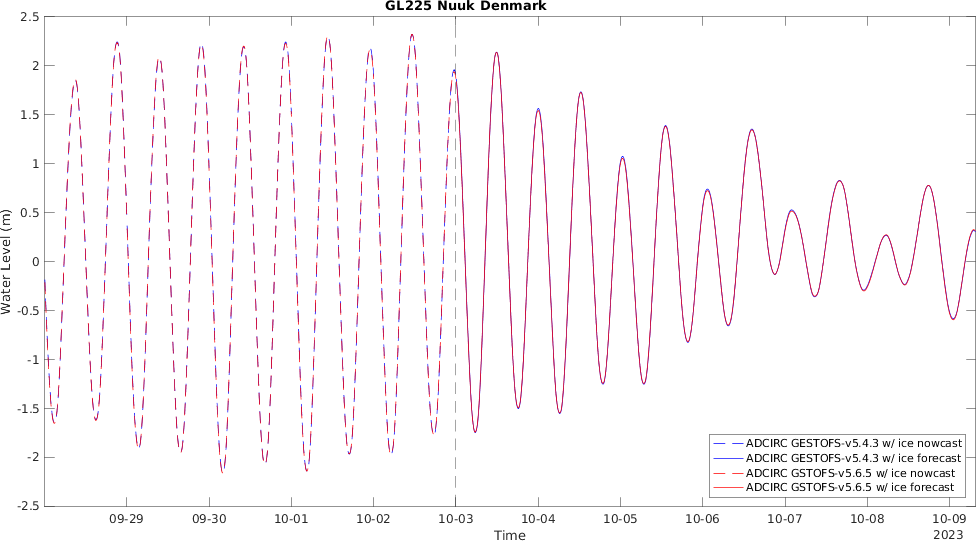 GL225 Nuuk Denmark
2.5
2
1.5
1
0.5
0
-0.5
-1
-1.5
-2
-2.5
Water Level (m)
ADCIRC GESTOFS-v5.4.3 w/ ice nowcast
ADCIRC GESTOFS-v5.4.3 w/ ice forecast
ADCIRC GSTOFS-v5.6.5 w/ ice nowcast
ADCIRC GSTOFS-v5.6.5 w/ ice forecast
09-29 09-30 10-01 10-02 10-03 10-04 10-05 10-06 10-07 10-08 10-09
2023
Time